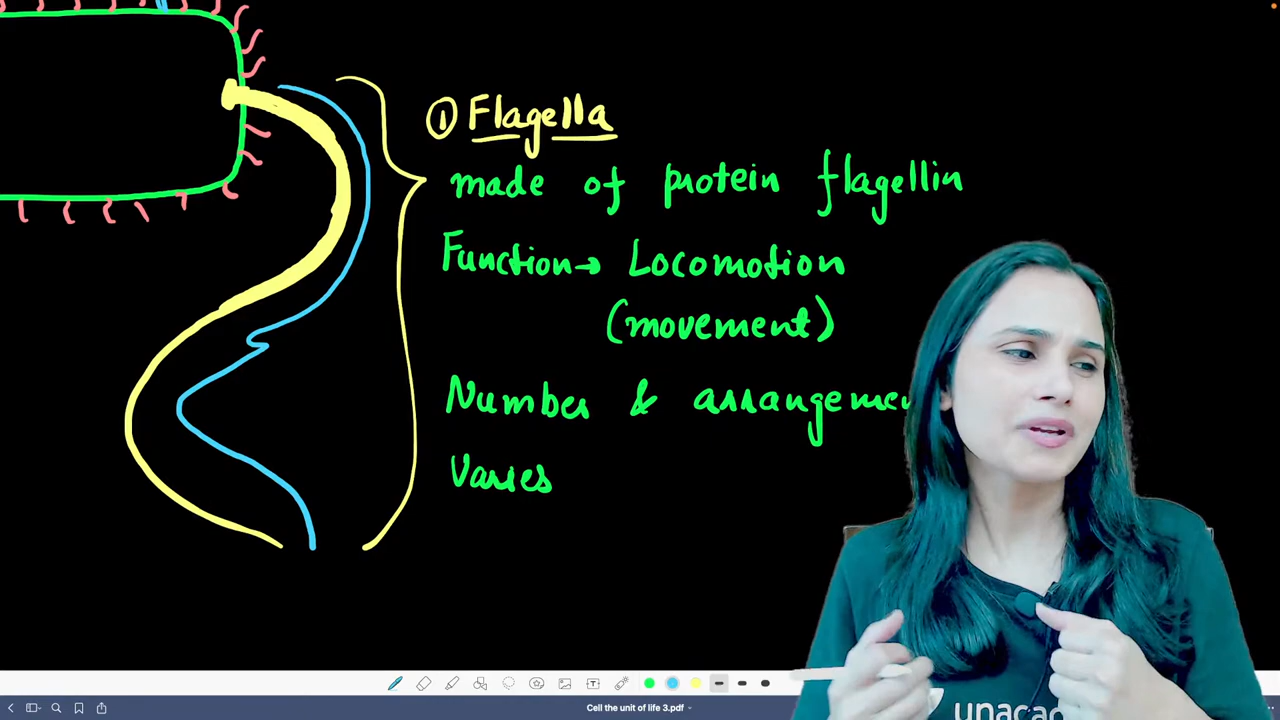 ① Flagella
made of protein flagellin
Function → Locomotion
(movement)
Number & arrangemen
Varies
unaca
Cell the unit of life 3.pdf